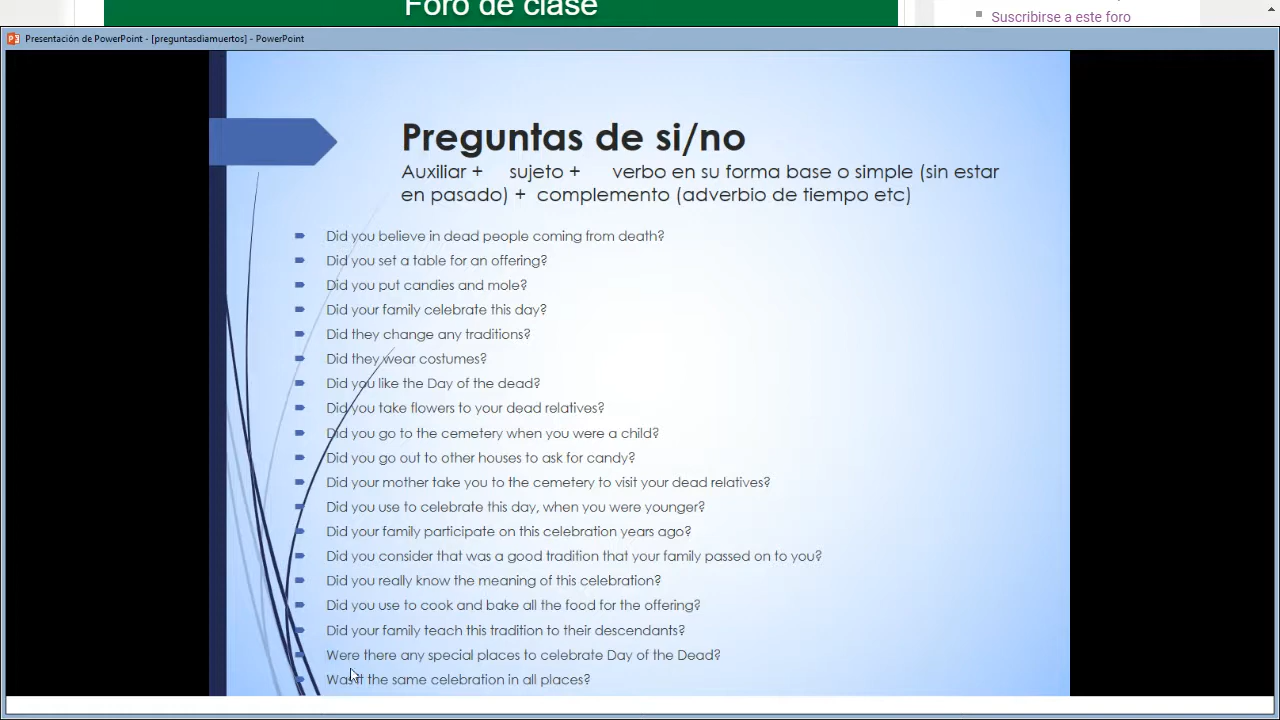 Foro de clase
Suscribirse a este foro
Presentación de PowerPoint - [preguntasdiamuertos] - PowerPoint
Preguntas de si/no
Auxiliar + sujeto + verbo en su forma base o simple (sin estar
en pasado) + complemento (adverbio de tiempo etc)
Did you believe in dead people coming from death?
Did you set a table for an offering?
Did you put candies and mole?
Did your family celebrate this day?
Did they change any traditions?
Did they wear costumes?
Did you like the Day of the dead?
Did you take flowers to your dead relatives?
Did you go to the cemetery when you were a child?
Did you go out to other houses to ask for candy?
Did your mother take you to the cemetery to visit your dead relatives?
Did you use to celebrate this day, when you were younger?
Did your family participate on this celebration years ago?
Did you consider that was a good tradition that your family passed on to you?
Did you really know the meaning of this celebration?
Did you use to cook and bake all the food for the offering?
Did your family teach this tradition to their descendants?
Were there any special places to celebrate Day of the Dead?
the same celebration in all places?